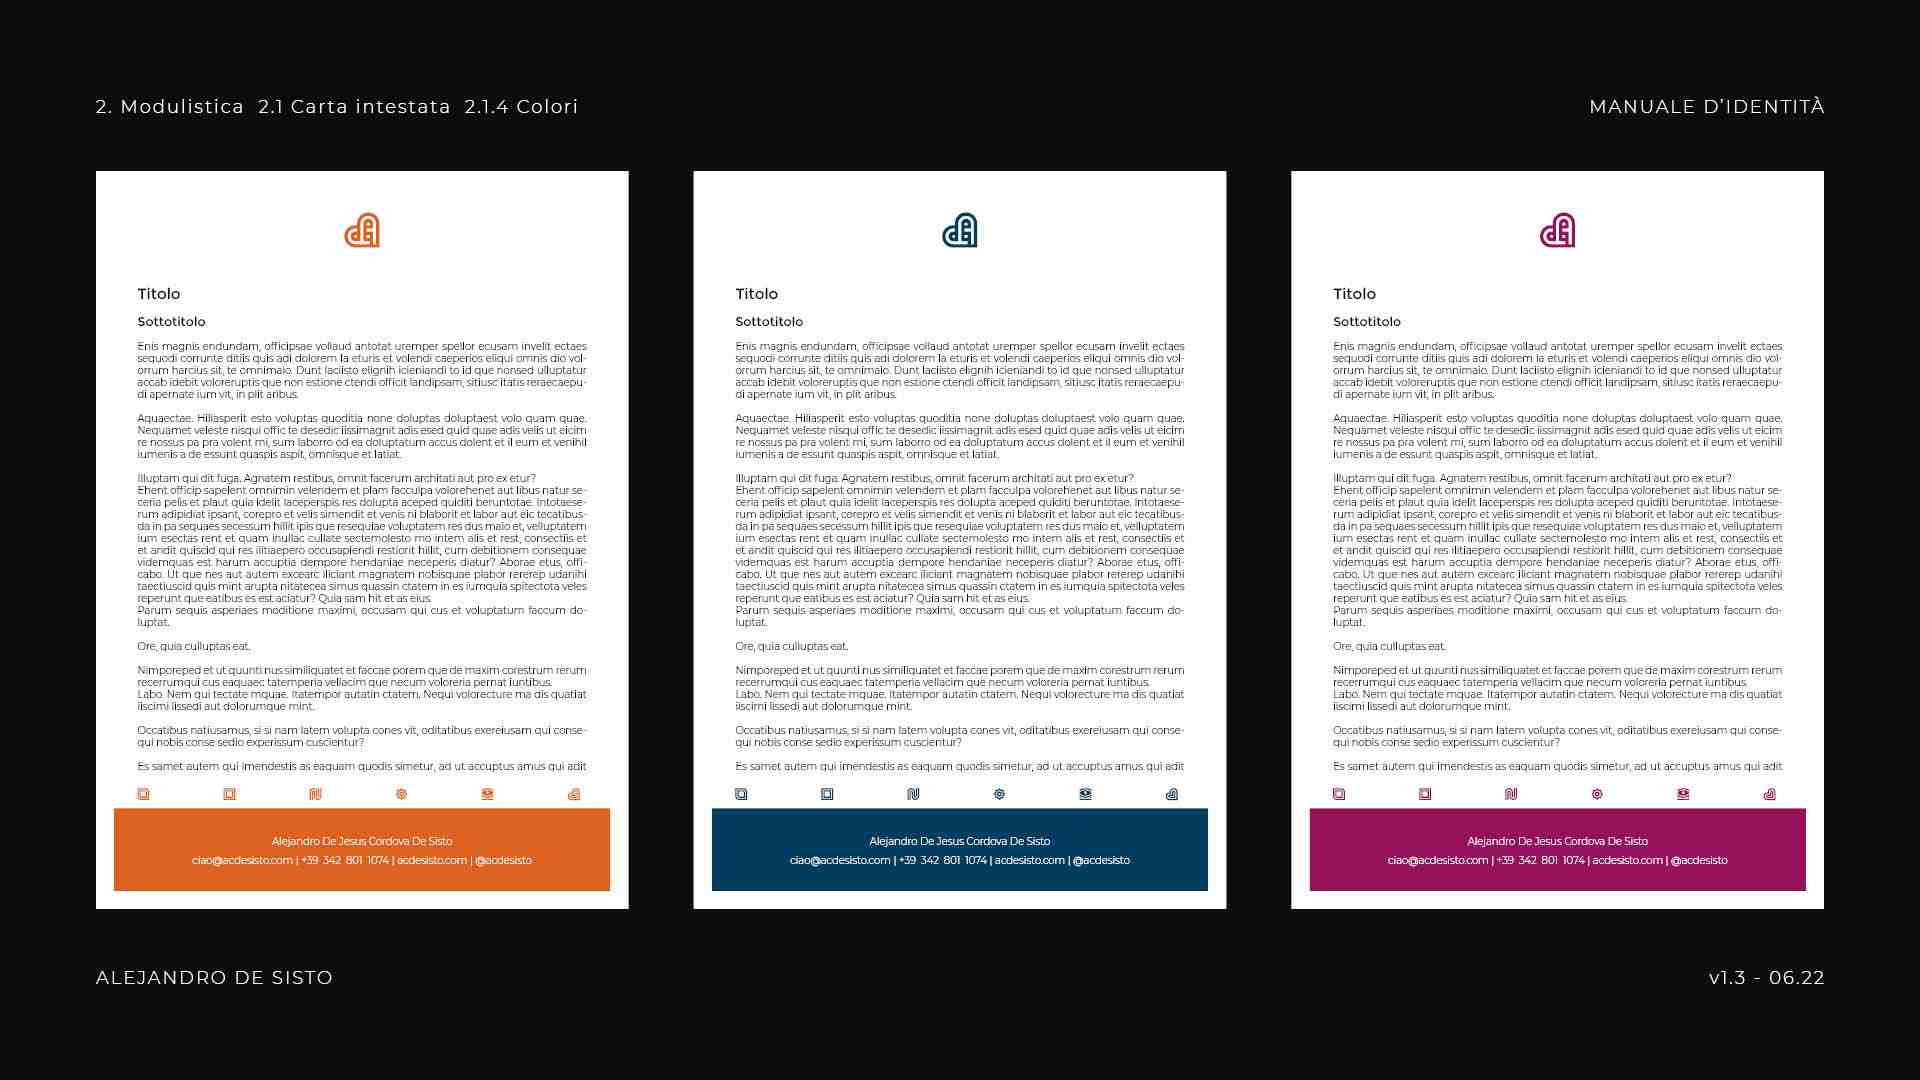 2. Modulistica  2.1 Carta intestata  2.1.4 Colori
MANUALE D’IDENTITÀ
Titolo
Sottotitolo
Enis magnis endundam, officipsae vollaud antotat uremper spellor ecusam invelit ectaes
sequodi corrunte ditiis quis adi dolorem la eturis et volendi caeperios eliqui omnis dio vol-
orrum harcius sit, te omnimaio. Dunt laciisto elignih icieniandi to id que nonsed ulluptatia
accab idebit voloreruptis que non estione ctendi officit landipsam, sitiusc itatis reraecaepu-
di apernate ium vit, in plit aribus.
Aquaectae. Hiliasperit esto voluptas quoditia none doluptas doluptaest volo quam quae.
Nequamet veleste nisqui offic te desedic iissimagnit adis esed quid quae adis velis ut eicim
re nossus pa pra volent mi, sum laborro od ea doluptatum accus dolent et il eum et venihil
iumenis a de essunt quaspis aspit, omnisque et latiat.
Illuptam qui dit fuga. Agnatem restibus, omnit facerum architati aut pro ex etur?
Ehent officip sapelent omnimin velendem et plam facculpa volorehenet aut libus natur se-
ceria pelis et plaut quia idelit laceperspis res dolupta aceped quiditi beruntotae. Intotaese-
rum adipidiat ipsant, corepro et velis simendit et venis ni blaborit et labor aut eic tecatibus-
da in pa sequaes secessum hillit ipis que resequiae voluptatem res dus maio et, velluptatem
ium esectas rent et quam inullac cullate sectemolesto mo intem alis et rest, consectiis et
et andit quiscid qui res ilitiaepero occusapiendi restiorit hillit, cum debitionem consequae
videmquas est harum accuptia dempore hendaniae neceperis diatur? Aborae etus, offi-
cabo. Ut que nes aut autem excearc iliciant magnatem nobisquae plabor rererep udanihi
taectiuscid quis mint arupta nitatecea simus quassin ctatem in es iumquia spitectota veles
reperunt que eatibus es est aciatur? Quia sam hit et as eius.
Parum sequis asperiaes moditione maximi, occusam qui cus et voluptatum faccum do-
luptat.
Ore, quia culluptas eat.
Nimporeped et ut quunti nus similiquatet et faccae porem que de maxim corestrum rerum
recerrumqui cus eaquaec tatemperia vellacim que necum voloreria pernat iuntibus.
Labo. Nem qui tectate mquae. Itatempor autatin ctatem. Nequi volorecture ma dis quatiat
iiscimi lissedi aut dolorumque mint.
Occatibus natiusamus, si si nam latem volupta cones vit, oditatibus exereiusam qui conse-
qui nobis conse sedio experissum cuscientur?
Es samet autem qui imendestis as eaquam quodis simetur, ad ut accuptus amus qui adit
Alejandro De Jesus Cordova De Sisto
ciao@acdesisto.com | +39 342 801 1074 | acdesisto.com | @acdesisto
Titolo
Sottotitolo
Enis magnis endundam, officipsae vollaud antotat uremper spellor ecusam invelit ectaes
sequodi corrunte ditiis quis adi dolorem la eturis et volendi caeperios eliqui omnis dio vol-
orrum harcius sit, te omnimaio. Dunt laciisto elignih icieniandi to id que nonsed ulluptatia
accab idebit voloreruptis que non estione ctendi officit landipsam, sitiusc itatis reraecaepu-
di apernate ium vit, in plit aribus.
Aquaectae. Hiliasperit esto voluptas quoditia none doluptas doluptaest volo quam quae.
Nequamet veleste nisqui offic te desedic iissimagnit adis esed quid quae adis velis ut eicim
re nossus pa pra volent mi, sum laborro od ea doluptatum accus dolent et il eum et venihil
iumenis a de essunt quaspis aspit, omnisque et latiat.
Illuptam qui dit fuga. Agnatem restibus, omnit facerum architati aut pro ex etur?
Ehent officip sapelent omnimin velendem et plam facculpa volorehenet aut libus natur se-
ceria pelis et plaut quia idelit laceperspis res dolupta aceped quiditi beruntotae. Intotaese-
rum adipidiat ipsant, corepro et velis simendit et venis ni blaborit et labor aut eic tecatibus-
da in pa sequaes secessum hillit ipis que resequiae voluptatem res dus maio et, velluptatem
ium esectas rent et quam inullac cullate sectemolesto mo intem alis et rest, consectiis et
et andit quiscid qui res ilitiaepero occusapiendi restiorit hillit, cum debitionem consequae
videmquas est harum accuptia dempore hendaniae neceperis diatur? Aborae etus, offi-
cabo. Ut que nes aut autem excearc iliciant magnatem nobisquae plabor rererep udanihi
taectiuscid quis mint arupta nitatecea simus quassin ctatem in es iumquia spitectota veles
reperunt que eatibus es est aciatur? Quia sam hit et as eius.
Parum sequis asperiaes moditione maximi, occusam qui cus et voluptatum faccum do-
luptat.
Ore, quia culluptas eat.
Nimporeped et ut quunti nus similiquatet et faccae porem que de maxim corestrum rerum
recerrumqui cus eaquaec tatemperia vellacim que necum voloreria pernat iuntibus.
Labo. Nem qui tectate mquae. Itatempor autatin ctatem. Nequi volorecture ma dis quatiat
iiscimi lissedi aut dolorumque mint.
Occatibus natiusamus, si si nam latem volupta cones vit, oditatibus exereiusam qui conse-
qui nobis conse sedio experissum cuscientur?
Es samet autem qui imendestis as eaquam quodis simetur, ad ut accuptus amus qui adit
Alejandro De Jesus Cordova De Sisto
ciao@acdesisto.com | +39 342 801 1074 | acdesisto.com | @acdesisto
Titolo
Sottotitolo
Enis magnis endundam, officipsae vollaud antotat uremper spellor ecusam invelit ectaes
sequodi corrunte ditiis quis adi dolorem la eturis et volendi caeperios eliqui omnis dio vol-
orrum harcius sit, te omnimaio. Dunt laciisto elignih icieniandi to id que nonsed ulluptatia
accab idebit voloreruptis que non estione ctendi officit landipsam, sitiusc itatis reraecaepu-
di apernate ium vit, in plit aribus.
Aquaectae. Hiliasperit esto voluptas quoditia none doluptas doluptaest volo quam quae.
Nequamet veleste nisqui offic te desedic iissimagnit adis esed quid quae adis velis ut eicim
re nossus pa pra volent mi, sum laborro od ea doluptatum accus dolent et il eum et venihil
iumenis a de essunt quaspis aspit, omnisque et latiat.
Illuptam qui dit fuga. Agnatem restibus, omnit facerum architati aut pro ex etur?
Ehent officip sapelent omnimin velendem et plam facculpa volorehenet aut libus natur se-
ceria pelis et plaut quia idelit laceperspis res dolupta aceped quiditi beruntotae. Intotaese-
rum adipidiat ipsant, corepro et velis simendit et venis ni blaborit et labor aut eic tecatibus-
da in pa sequaes secessum hillit ipis que resequiae voluptatem res dus maio et, velluptatem
ium esectas rent et quam inullac cullate sectemolesto mo intem alis et rest, consectiis et
et andit quiscid qui res ilitiaepero occusapiendi restiorit hillit, cum debitionem consequae
videmquas est harum accuptia dempore hendaniae neceperis diatur? Aborae etus, offi-
cabo. Ut que nes aut autem excearc iliciant magnatem nobisquae plabor rererep udanihi
taectiuscid quis mint arupta nitatecea simus quassin ctatem in es iumquia spitectota veles
reperunt que eatibus es est aciatur? Quia sam hit et as eius.
Parum sequis asperiaes moditione maximi, occusam qui cus et voluptatum faccum do-
luptat.
Ore, quia culluptas eat.
Nimporeped et ut quunti nus similiquatet et faccae porem que de maxim corestrum rerum
recerrumqui cus eaquaec tatemperia vellacim que necum voloreria pernat iuntibus.
Labo. Nem qui tectate mquae. Itatempor autatin ctatem. Nequi volorecture ma dis quatiat
iiscimi lissedi aut dolorumque mint.
Occatibus natiusamus, si si nam latem volupta cones vit, oditatibus exereiusam qui conse-
qui nobis conse sedio experissum cuscientur?
Es samet autem qui imendestis as eaquam quodis simetur, ad ut accuptus amus qui adit
Alejandro De Jesus Cordova De Sisto
ciao@acdesisto.com | +39 342 801 1074 | acdesisto.com | @acdesisto
ALEJANDRO DE SISTO
v1.3 - 06.22